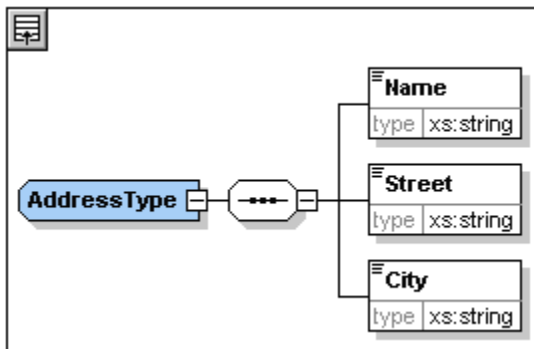 Name
type xs:string
AddressType
Street
type xs:string
City
type xs:string